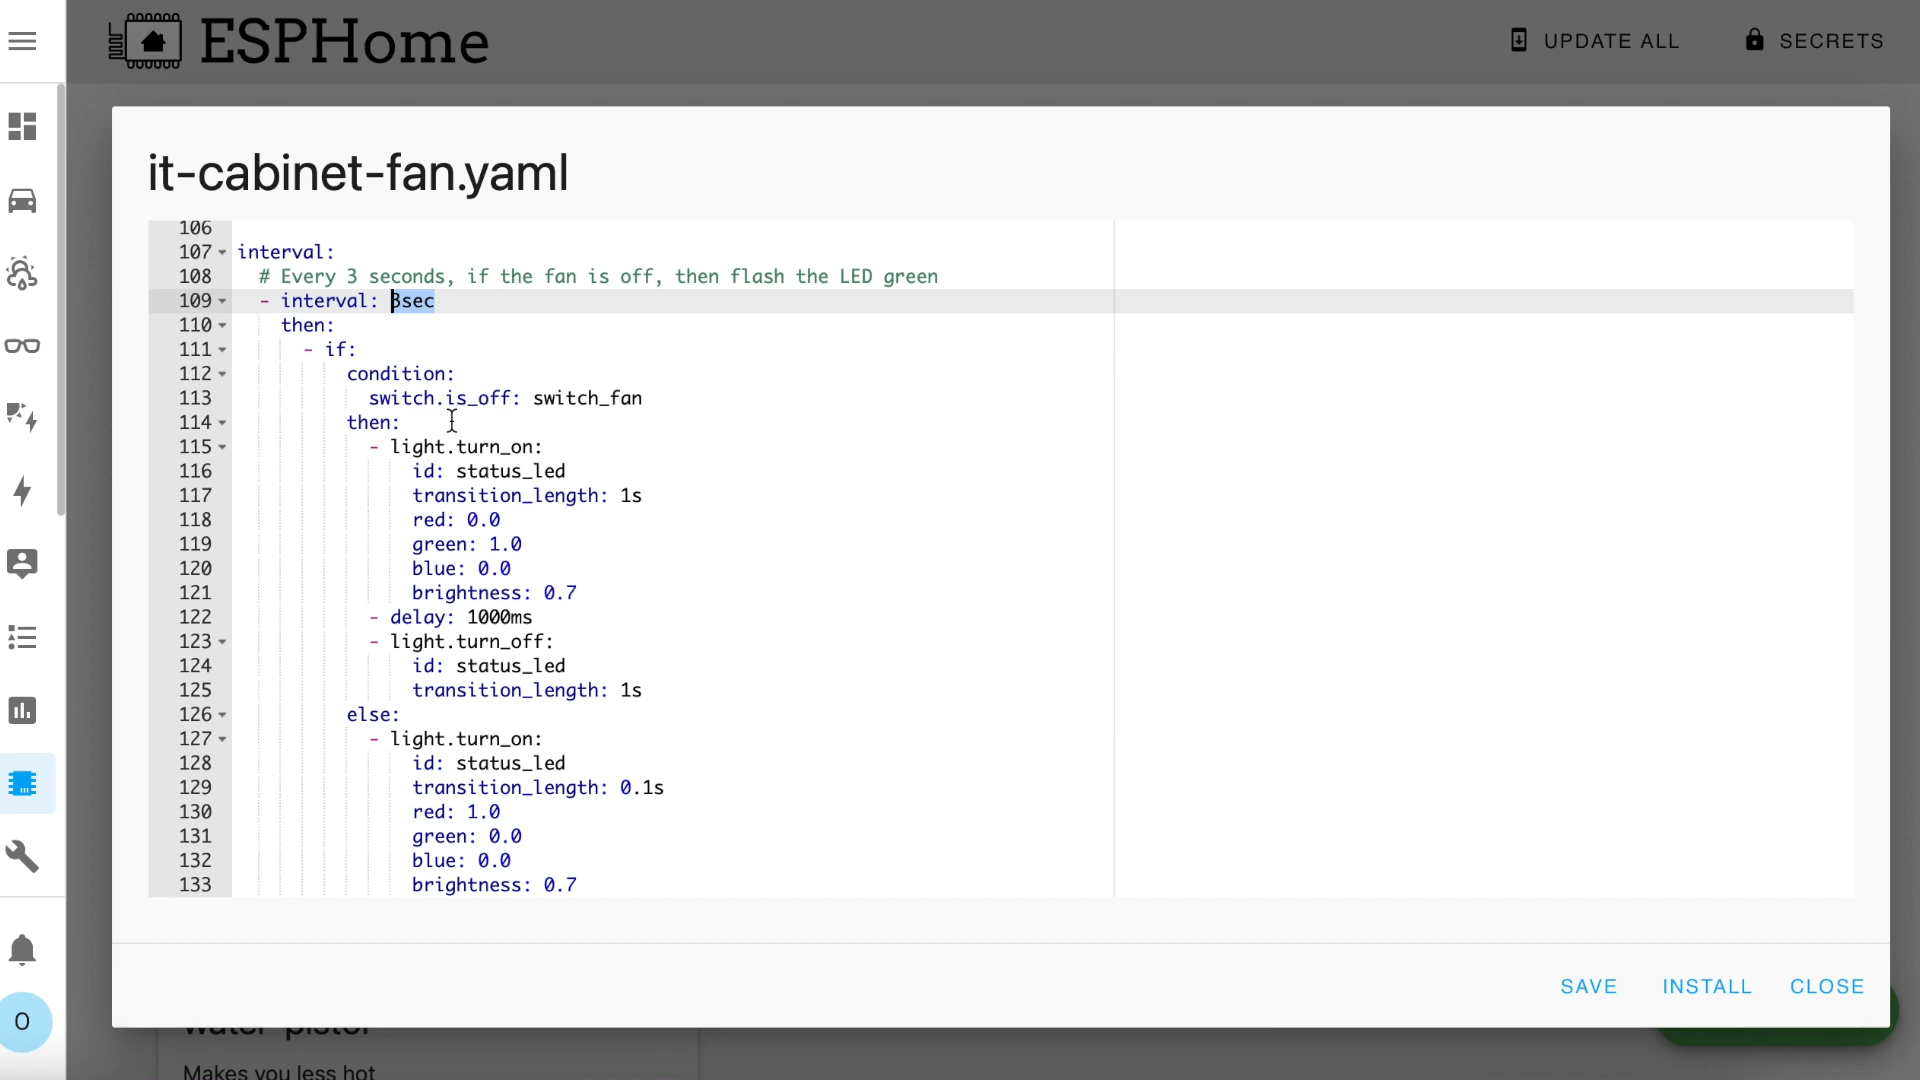 ESPHome
UPDATE ALL
SECRETS
it-cabinet-fan.yaml
106
107 interval:
108 # Every 3 seconds, if the fan is off, then flash the LED green
109 - interval: 3sec
110 then:
111 - if:
112 condition:
113 switch.is_off: switch_fan
114 then:
115 - light.turn_on:
116 id: status_led
117 transition_length: 1s
118 red: 0.0
119 green: 1.0
120 blue: 0.0
121 brightness: 0.7
122 - delay: 1000ms
123 - light.turn_off:
124 id: status_led
125 transition_length: 1s
126 else:
127 - light.turn_on:
128 id: status_led
129 transition_length: 0.1s
130 red: 1.0
131 green: 0.0
132 blue: 0.0
133 brightness: 0.7
SAVE
INSTALL
CLOSE
O
water-pistol
Makes you less hot